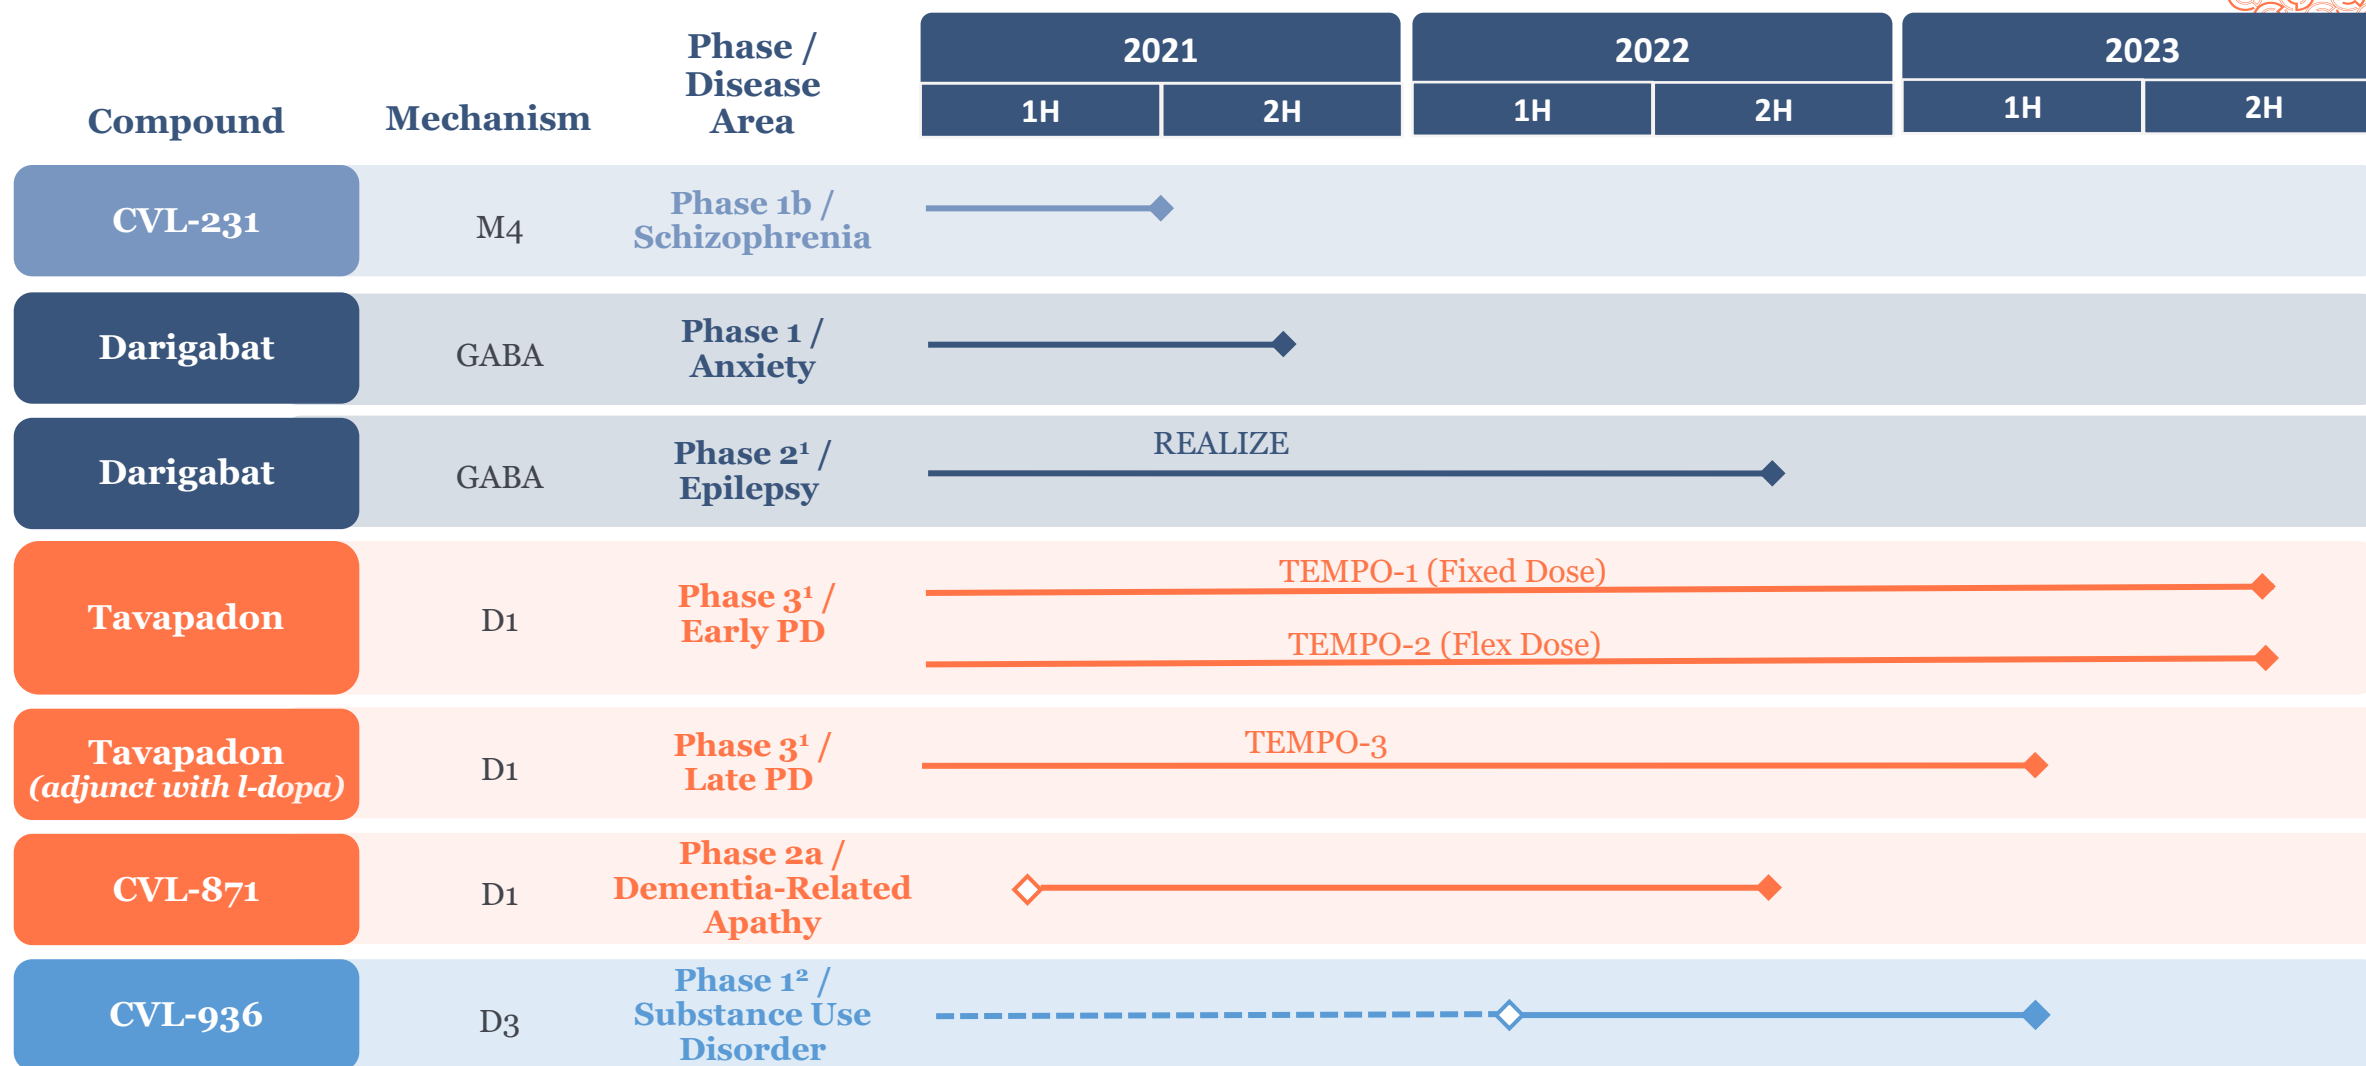 Compound
Mechanism
Phase /
Disease
Area
2021
2022
2023
1H
2H
1H
2H
1H
2H
CVL-231
M4
Phase 1b /
Schizophrenia
Darigabat
GABA
Phase 1 /
Anxiety
Darigabat
GABA
Phase 2¹ /
Epilepsy
REALIZE
Tavapadon
D1
Phase 3¹ /
Early PD
TEMPO-1 (Fixed Dose)
TEMPO-2 (Flex Dose)
Tavapadon
(adjunct with l-dopa)
D1
Phase 3¹ /
Late PD
TEMPO-3
CVL-871
D1
Phase 2a /
Dementia-Related
Apathy
CVL-936
D3
Phase 1² /
Substance Use
Disorder